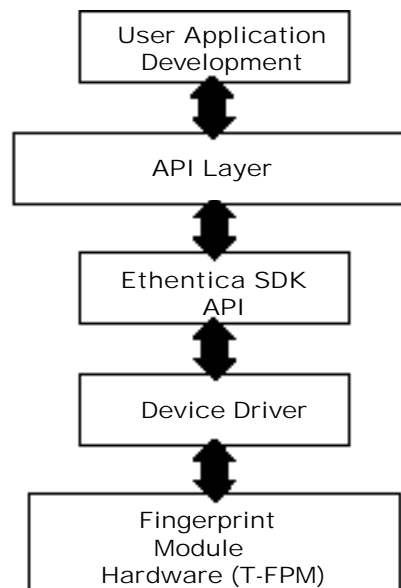 User Application
Development
API Layer
Ethentica SDK
API
Device Driver
Fingerprint
Module
Hardware (T-FPM)